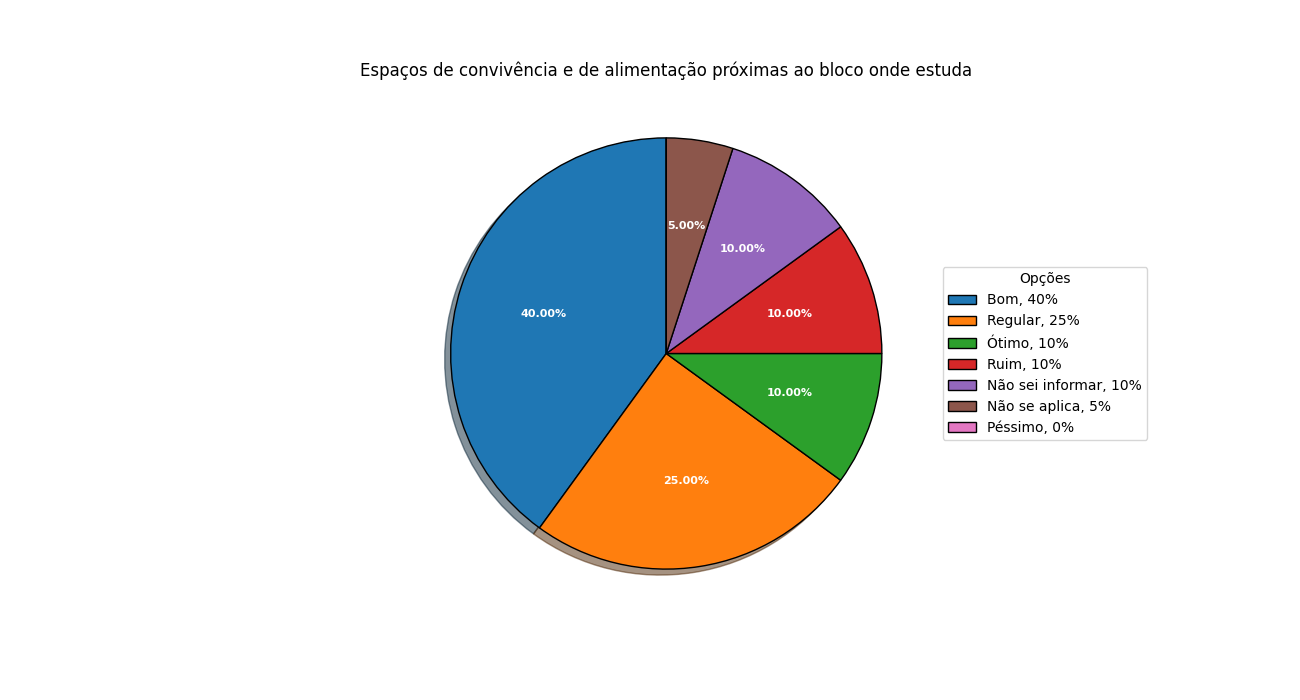 Espaços de convivência e de alimentação próximas ao bloco onde estuda
5.00%
10.00%
10.00%
40.00%
10.00%
25.00%
Opções
Bom, 40%
Regular, 25%
Ótimo, 10%
Ruim, 10%
Não sei informar, 10%
Não se aplica, 5%
Péssimo, 0%